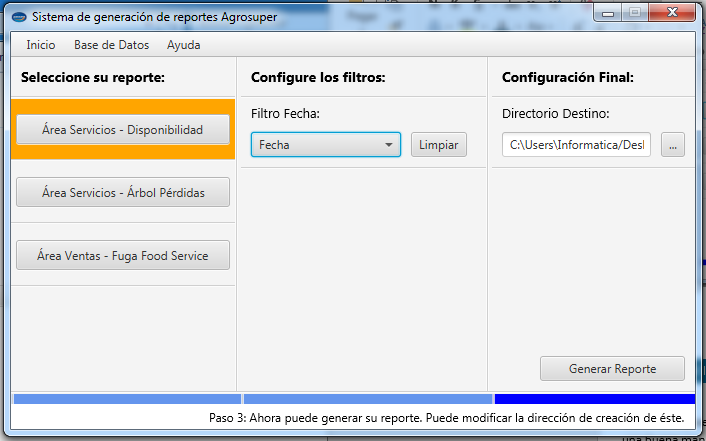 Sistema de generación de reportes Agrosuper
Inicio Base de Datos Ayuda
Seleccione su reporte:
Área Servicios - Disponibilidad
Área Servicios - Árbol Pérdidas
Área Ventas - Fuga Food Service
Configure los filtros:
Filtro Fecha:
Fecha Limpiar
Configuración Final:
Directorio Destino:
C:\Users\Informatica/Desl ...
Generar Reporte
Paso 3: Ahora puede generar su reporte. Puede modificar la dirección de creación de éste.